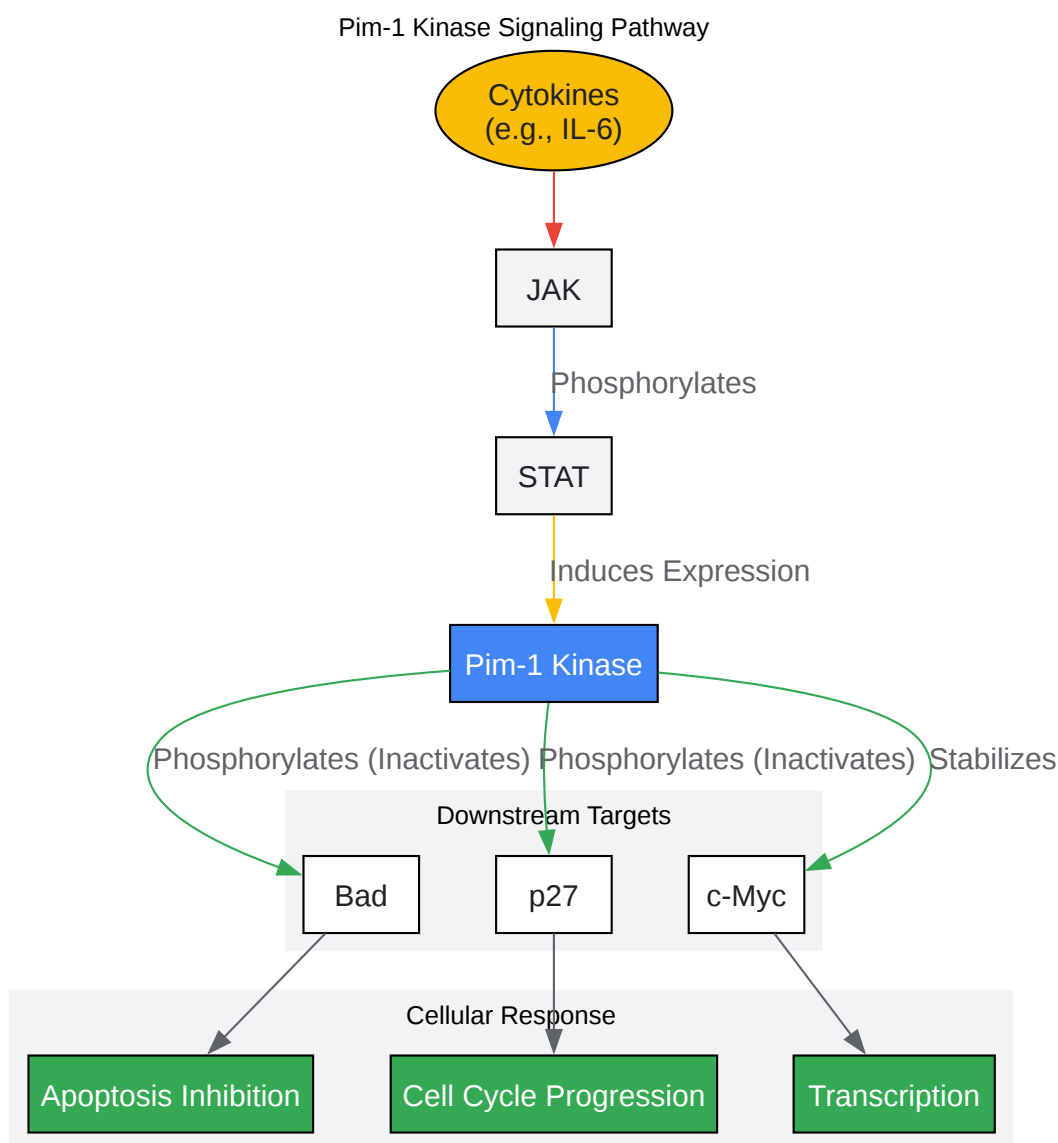 Pim-1 Kinase Signaling Pathway
Cytokines
(e.g., IL-6)
JAK
Phosphorylates
STAT
Induces Expression
Pim-1 Kinase
Phosphorylates (Inactivates)
Phosphorylates (Inactivates)
Stabilizes
Downstream Targets
Bad
p27
c-Myc
Cellular Response
Apoptosis Inhibition
Cell Cycle Progression
Transcription